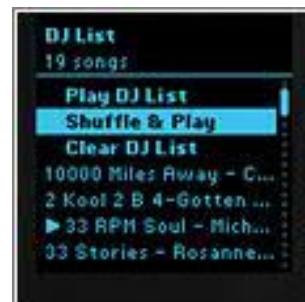 DJ List
19 songs
Play DJ List
Shuffle & Play
Clear DJ List
10000 Miles Away - C...
2 Kool 2 B 4-Gotten ...
33 RPM Soul - Mich...
33 Stories - Rosanne...